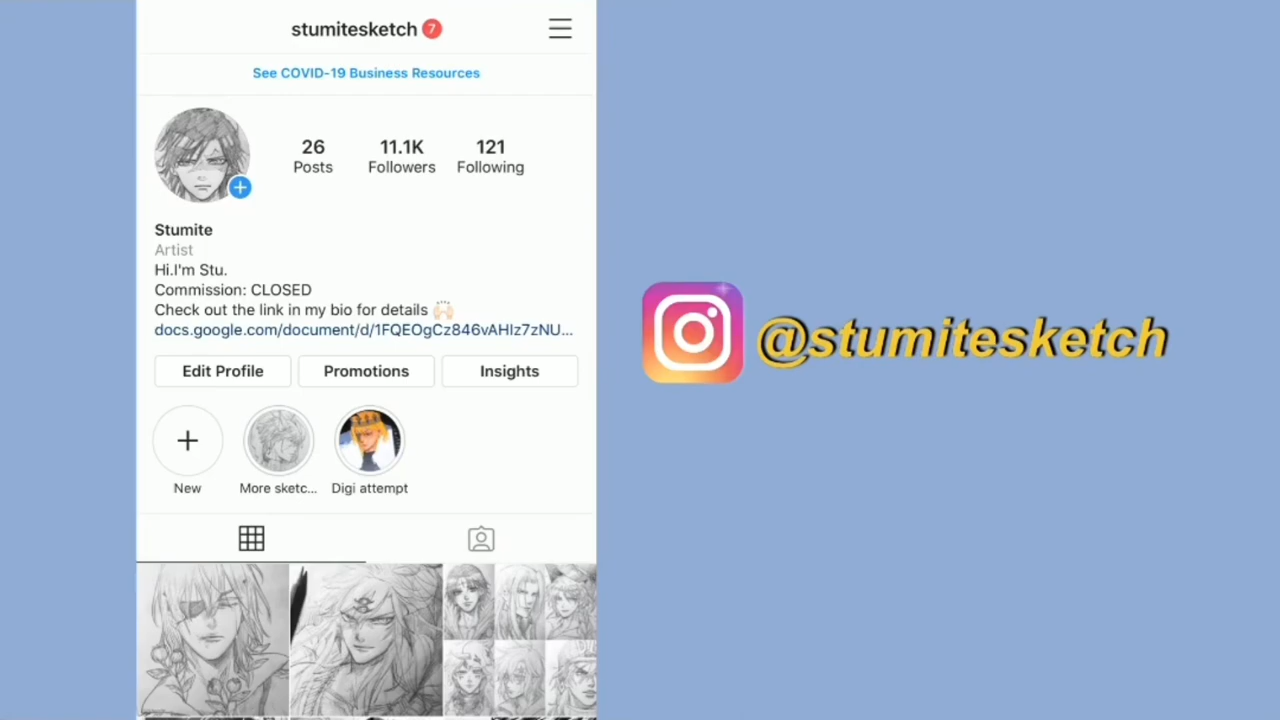 stumitesketch 7
See COVID-19 Business Resources
26 11.1K 121
Posts Followers Following
Stumite
Artist
Hi.I'm Stu.
Commission: CLOSED
Check out the link in my bio for details 🙌🏻
docs.google.com/document/d/1FQEOgCz846vAHIz7zNU...
Edit Profile Promotions Insights
New More sketc... Digi attempt
@stumitesketch